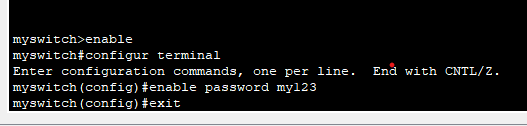 myswitch>enable
myswitch#configur terminal
Enter configuration commands, one per line.  End with CNTL/Z.
myswitch(config)#enable password my123
myswitch(config)#exit